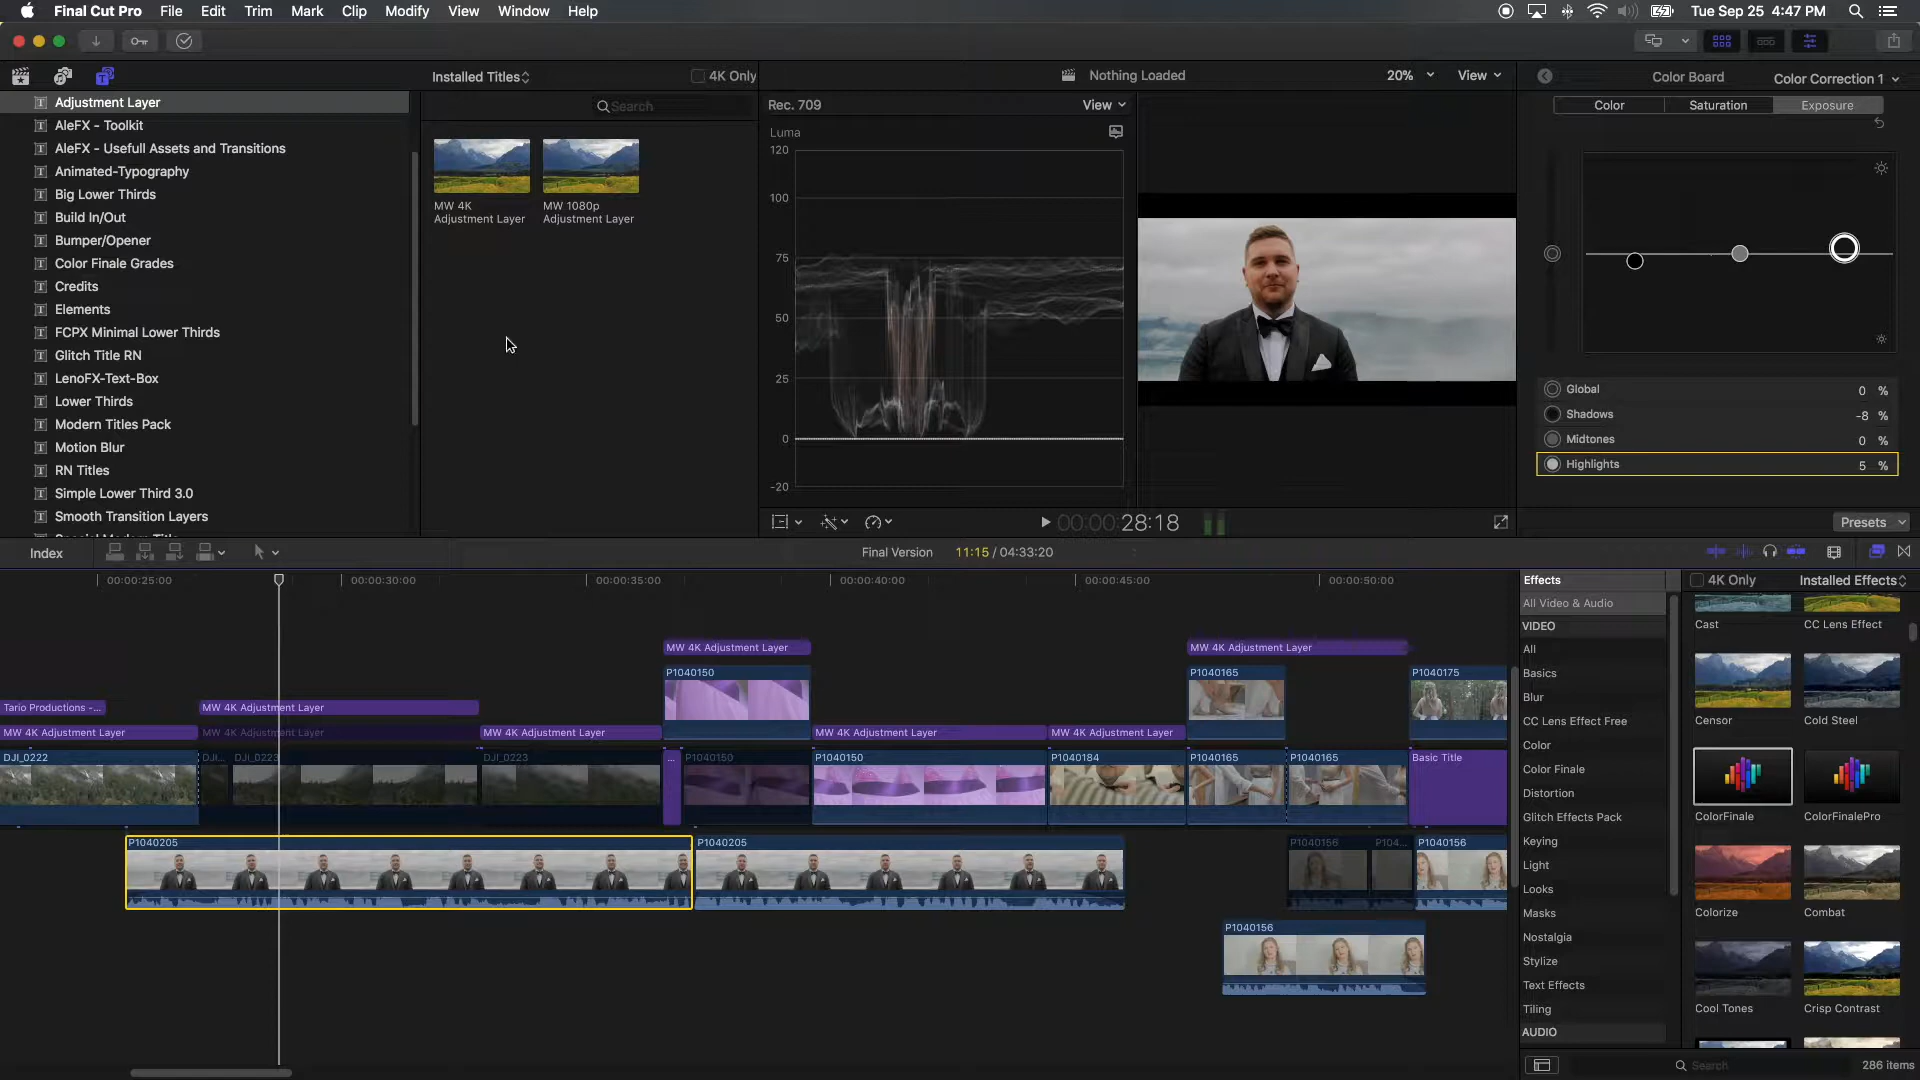 Final Cut Pro File Edit Trim Mark Clip Modify View Window Help
Tue Sep 25 4:47 PM
Installed Titles
4K Only
Nothing Loaded
20%
View
Color Board
Color Correction 1
Adjustment Layer
AleFX - Toolkit
AleFX - Usefull Assets and Transitions
Animated-Typography
Big Lower Thirds
Build In/Out
Bumper/Opener
Color Finale Grades
Credits
Elements
FCPX Minimal Lower Thirds
Glitch Title RN
LenoFX-Text-Box
Lower Thirds
Modern Titles Pack
Motion Blur
RN Titles
Simple Lower Third 3.0
Smooth Transition Layers
Search
MW 4K
Adjustment Layer
MW 1080p
Adjustment Layer
Rec. 709
View
Luma
120
100
75
50
25
0
-20
00:00:28:18
Color
Saturation
Exposure
Global 0 %
Shadows -8 %
Midtones 0 %
Highlights 5 %
Presets
Index
Final Version
11:15 / 04:33:20
00:00:25:00
00:00:30:00
00:00:35:00
00:00:40:00
00:00:45:00
00:00:50:00
MW 4K Adjustment Layer
MW 4K Adjustment Layer
P1040150
P1040165
P1040175
Tario Productions -...
MW 4K Adjustment Layer
MW 4K Adjustment Layer
MW 4K Adjustment Layer
MW 4K Adjustment Layer
MW 4K Adjustment Layer
MW 4K Adjustment Layer
DJI_0222
DJI...
DJI_0223
DJI_0223
...
P1040150
P1040150
P1040184
P1040165
P1040165
Basic Title
P1040205
P1040205
P1040156
P104...
P1040156
P1040156
Effects
All Video & Audio
VIDEO
All
Basics
Blur
CC Lens Effect Free
Color
Color Finale
Distortion
Glitch Effects Pack
Keying
Light
Looks
Masks
Nostalgia
Stylize
Text Effects
Tiling
AUDIO
4K Only
Installed Effects
Cast
CC Lens Effect
Censor
Cold Steel
ColorFinale
ColorFinalePro
Colorize
Combat
Cool Tones
Crisp Contrast
Search
286 items